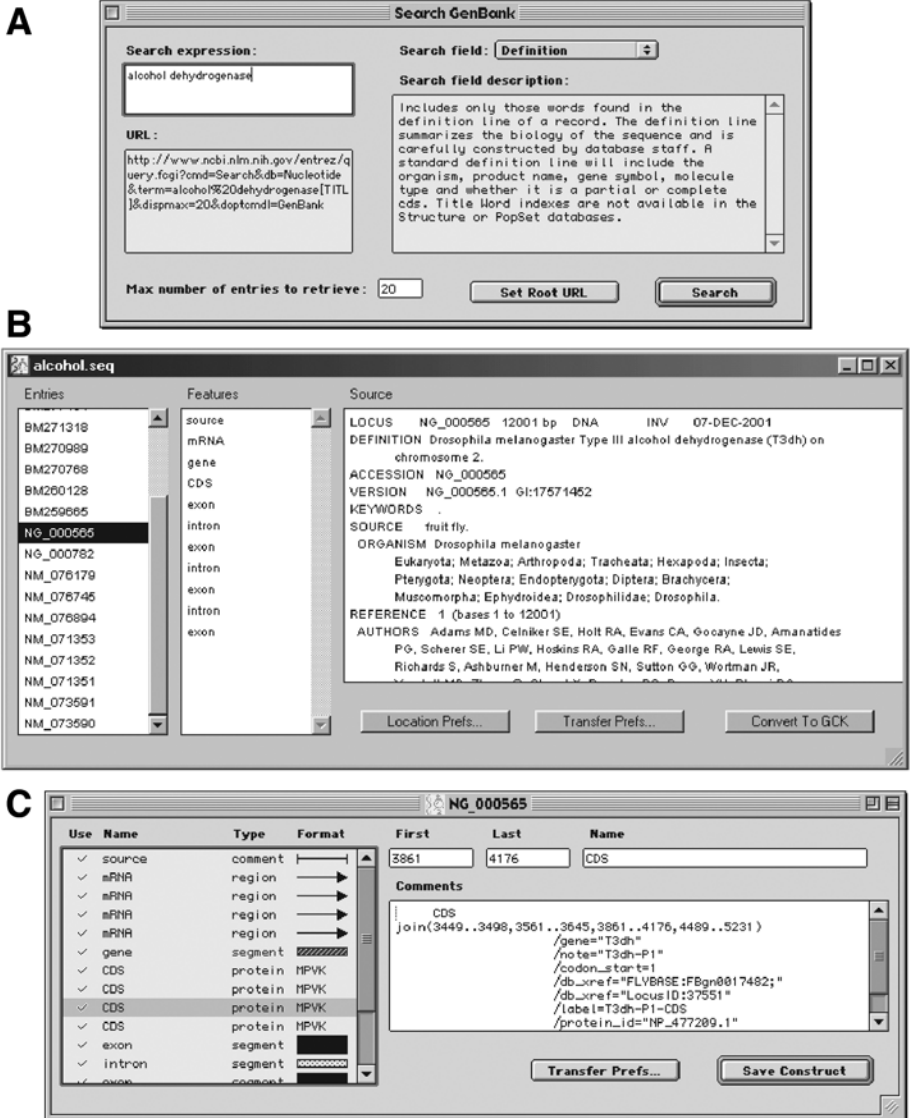 A
Search GenBank
Search expression:
alcohol dehydrogenase
Search field: Definition
Search field description:
Includes only those words found in the
definition line of a record. The definition line
summarizes the biology of the sequence and is
carefully constructed by database staff. A
standard definition line will include the
organism, product name, gene symbol, molecule
type and whether it is a partial or complete
cds. Title Word indexes are not available in the
Structure or PopSet databases.
URL:
http://www.ncbi.nlm.nih.gov/entrez/q
uery.fcgi?cmd=Search&db=Nucleotide
&term=alcohol%20dehydrogenase[TITL
]&dispmax=20&doptcmdl=GenBank
Max number of entries to retrieve: 20
Set Root URL
Search
B
alcohol.seq
Entries
BM271318
BM270989
BM270768
BM260128
BM259665
NG_000565
NG_000782
NM_076179
NM_076745
NM_076894
NM_071353
NM_071352
NM_071351
NM_073591
NM_073590
Features
source
mRNA
gene
CDS
exon
intron
exon
intron
exon
intron
exon
Source
LOCUS NG_000565 12001 bp DNA INV 07-DEC-2001
DEFINITION Drosophila melanogaster Type III alcohol dehydrogenase (T3dh) on
chromosome 2.
ACCESSION NG_000565
VERSION NG_000565.1 GI:17571452
KEYWORDS .
SOURCE fruit fly.
ORGANISM Drosophila melanogaster
Eukaryota; Metazoa; Arthropoda; Tracheata; Hexapoda; Insecta;
Pterygota; Neoptera; Endopterygota; Diptera; Brachycera;
Muscomorpha; Ephydroidea; Drosophilidae; Drosophila.
REFERENCE 1 (bases 1 to 12001)
AUTHORS Adams MD, Celniker SE, Holt RA, Evans CA, Gocayne JD, Amanatides
PG, Scherer SE, Li PW, Hoskins RA, Galle RF, George RA, Lewis SE,
Richards S, Ashburner M, Henderson SN, Sutton GG, Wortman JR,
Location Prefs...
Transfer Prefs...
Convert To GCK
C
NG_000565
Use Name Type Format
source comment
mRNA region
mRNA region
mRNA region
mRNA region
gene segment
CDS protein MPVK
CDS protein MPVK
CDS protein MPVK
CDS protein MPVK
exon segment
intron segment
First Last Name
3861 4176 CDS
Comments
CDS
join(3449..3498,3561..3645,3861..4176,4489..5231)
/gene="T3dh"
/note="T3dh-P1"
/codon_start=1
/db_xref="FLYBASE:FBgn0017482;"
/db_xref="LocusID:37551"
/label=T3dh-P1-CDS
/protein_id="NP_477209.1"
Transfer Prefs...
Save Construct